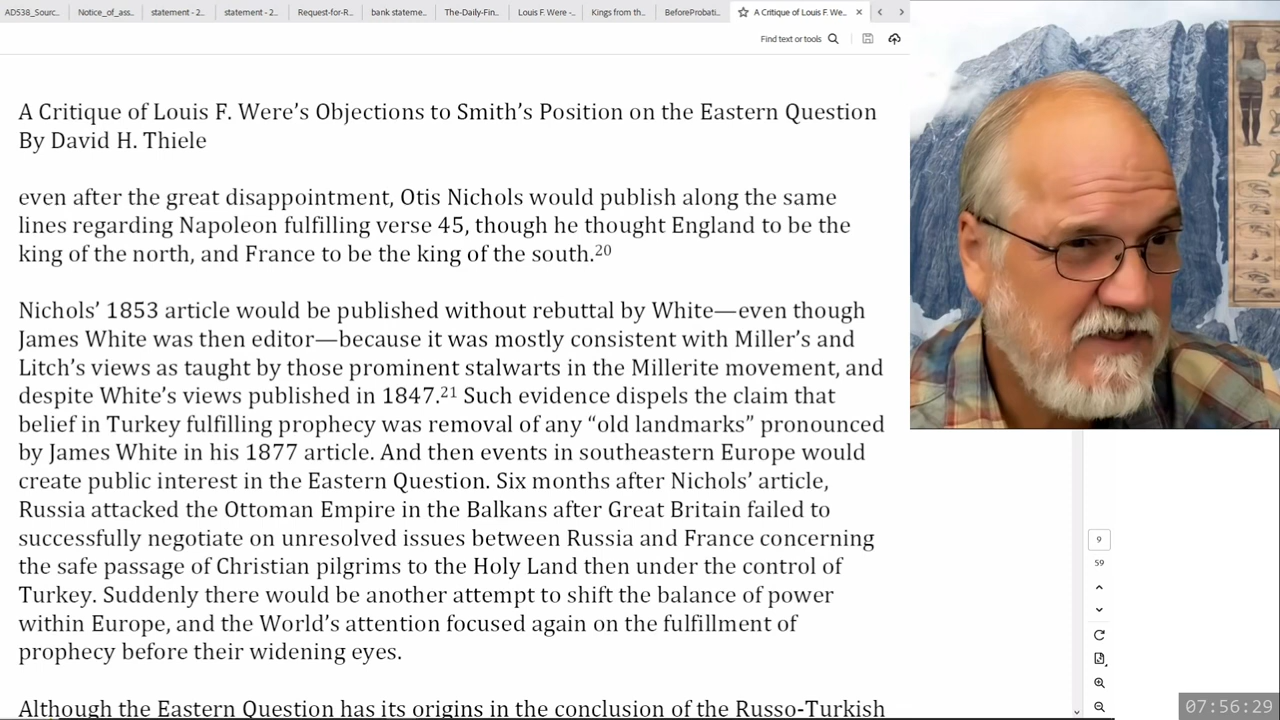 AD538_Sourc...
Notice_of_ass..
statement - 2...
statement - 2...
Request-for-R...
bank stateme...
The-Daily-Fin..
Louis F. Were -..
Kings from th...
BeforeProbati..
A Critique of Louis F. We...
Find text or tools
A Critique of Louis F. Were’s Objections to Smith’s Position on the Eastern Question
By David H. Thiele
even after the great disappointment, Otis Nichols would publish along the same
lines regarding Napoleon fulfilling verse 45, though he thought England to be the
king of the north, and France to be the king of the south.20
Nichols’ 1853 article would be published without rebuttal by White—even though
James White was then editor—because it was mostly consistent with Miller’s and
Litch’s views as taught by those prominent stalwarts in the Millerite movement, and
despite White’s views published in 1847.21 Such evidence dispels the claim that
belief in Turkey fulfilling prophecy was removal of any “old landmarks” pronounced
by James White in his 1877 article. And then events in southeastern Europe would
create public interest in the Eastern Question. Six months after Nichols’ article,
Russia attacked the Ottoman Empire in the Balkans after Great Britain failed to
successfully negotiate on unresolved issues between Russia and France concerning
the safe passage of Christian pilgrims to the Holy Land then under the control of
Turkey. Suddenly there would be another attempt to shift the balance of power
within Europe, and the World’s attention focused again on the fulfillment of
prophecy before their widening eyes.
Although the Eastern Question has its origins in the conclusion of the Russo-Turkish
9
59
07:56:29